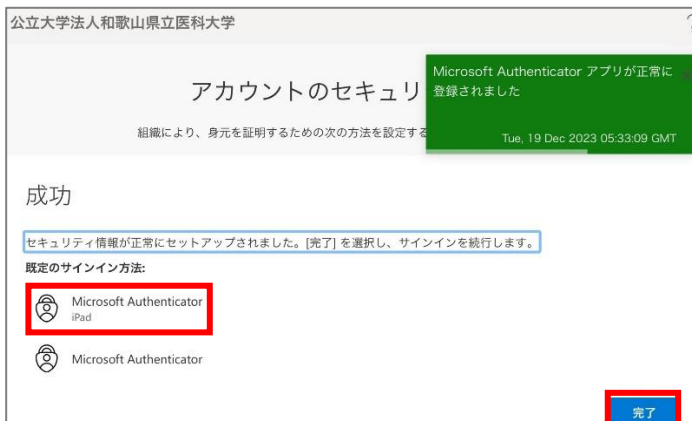 公立大学法人和歌山県立医科大学
アカウントのセキュリ
組織により、身元を証明するための次の方法を設定する
Microsoft Authenticator アプリが正常に
登録されました
Tue, 19 Dec 2023 05:33:09 GMT
成功
セキュリティ情報が正常にセットアップされました。[完了] を選択し、サインインを続行します。
既定のサインイン方法:
Microsoft Authenticator
iPad
Microsoft Authenticator
完了